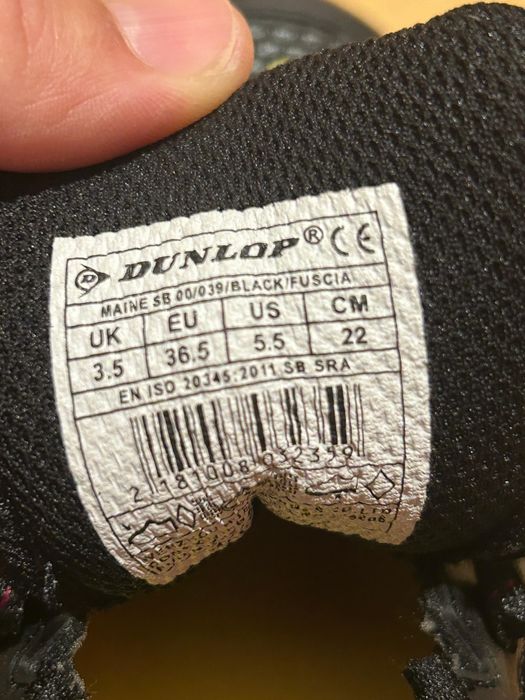 DUNLOP® CE
MAINE SB 00/039/BLACK/FUSCIA
UK EU US CM
3.5 36.5 5.5 22
EN ISO 20345:2011 SB SRA
2 181008 032359